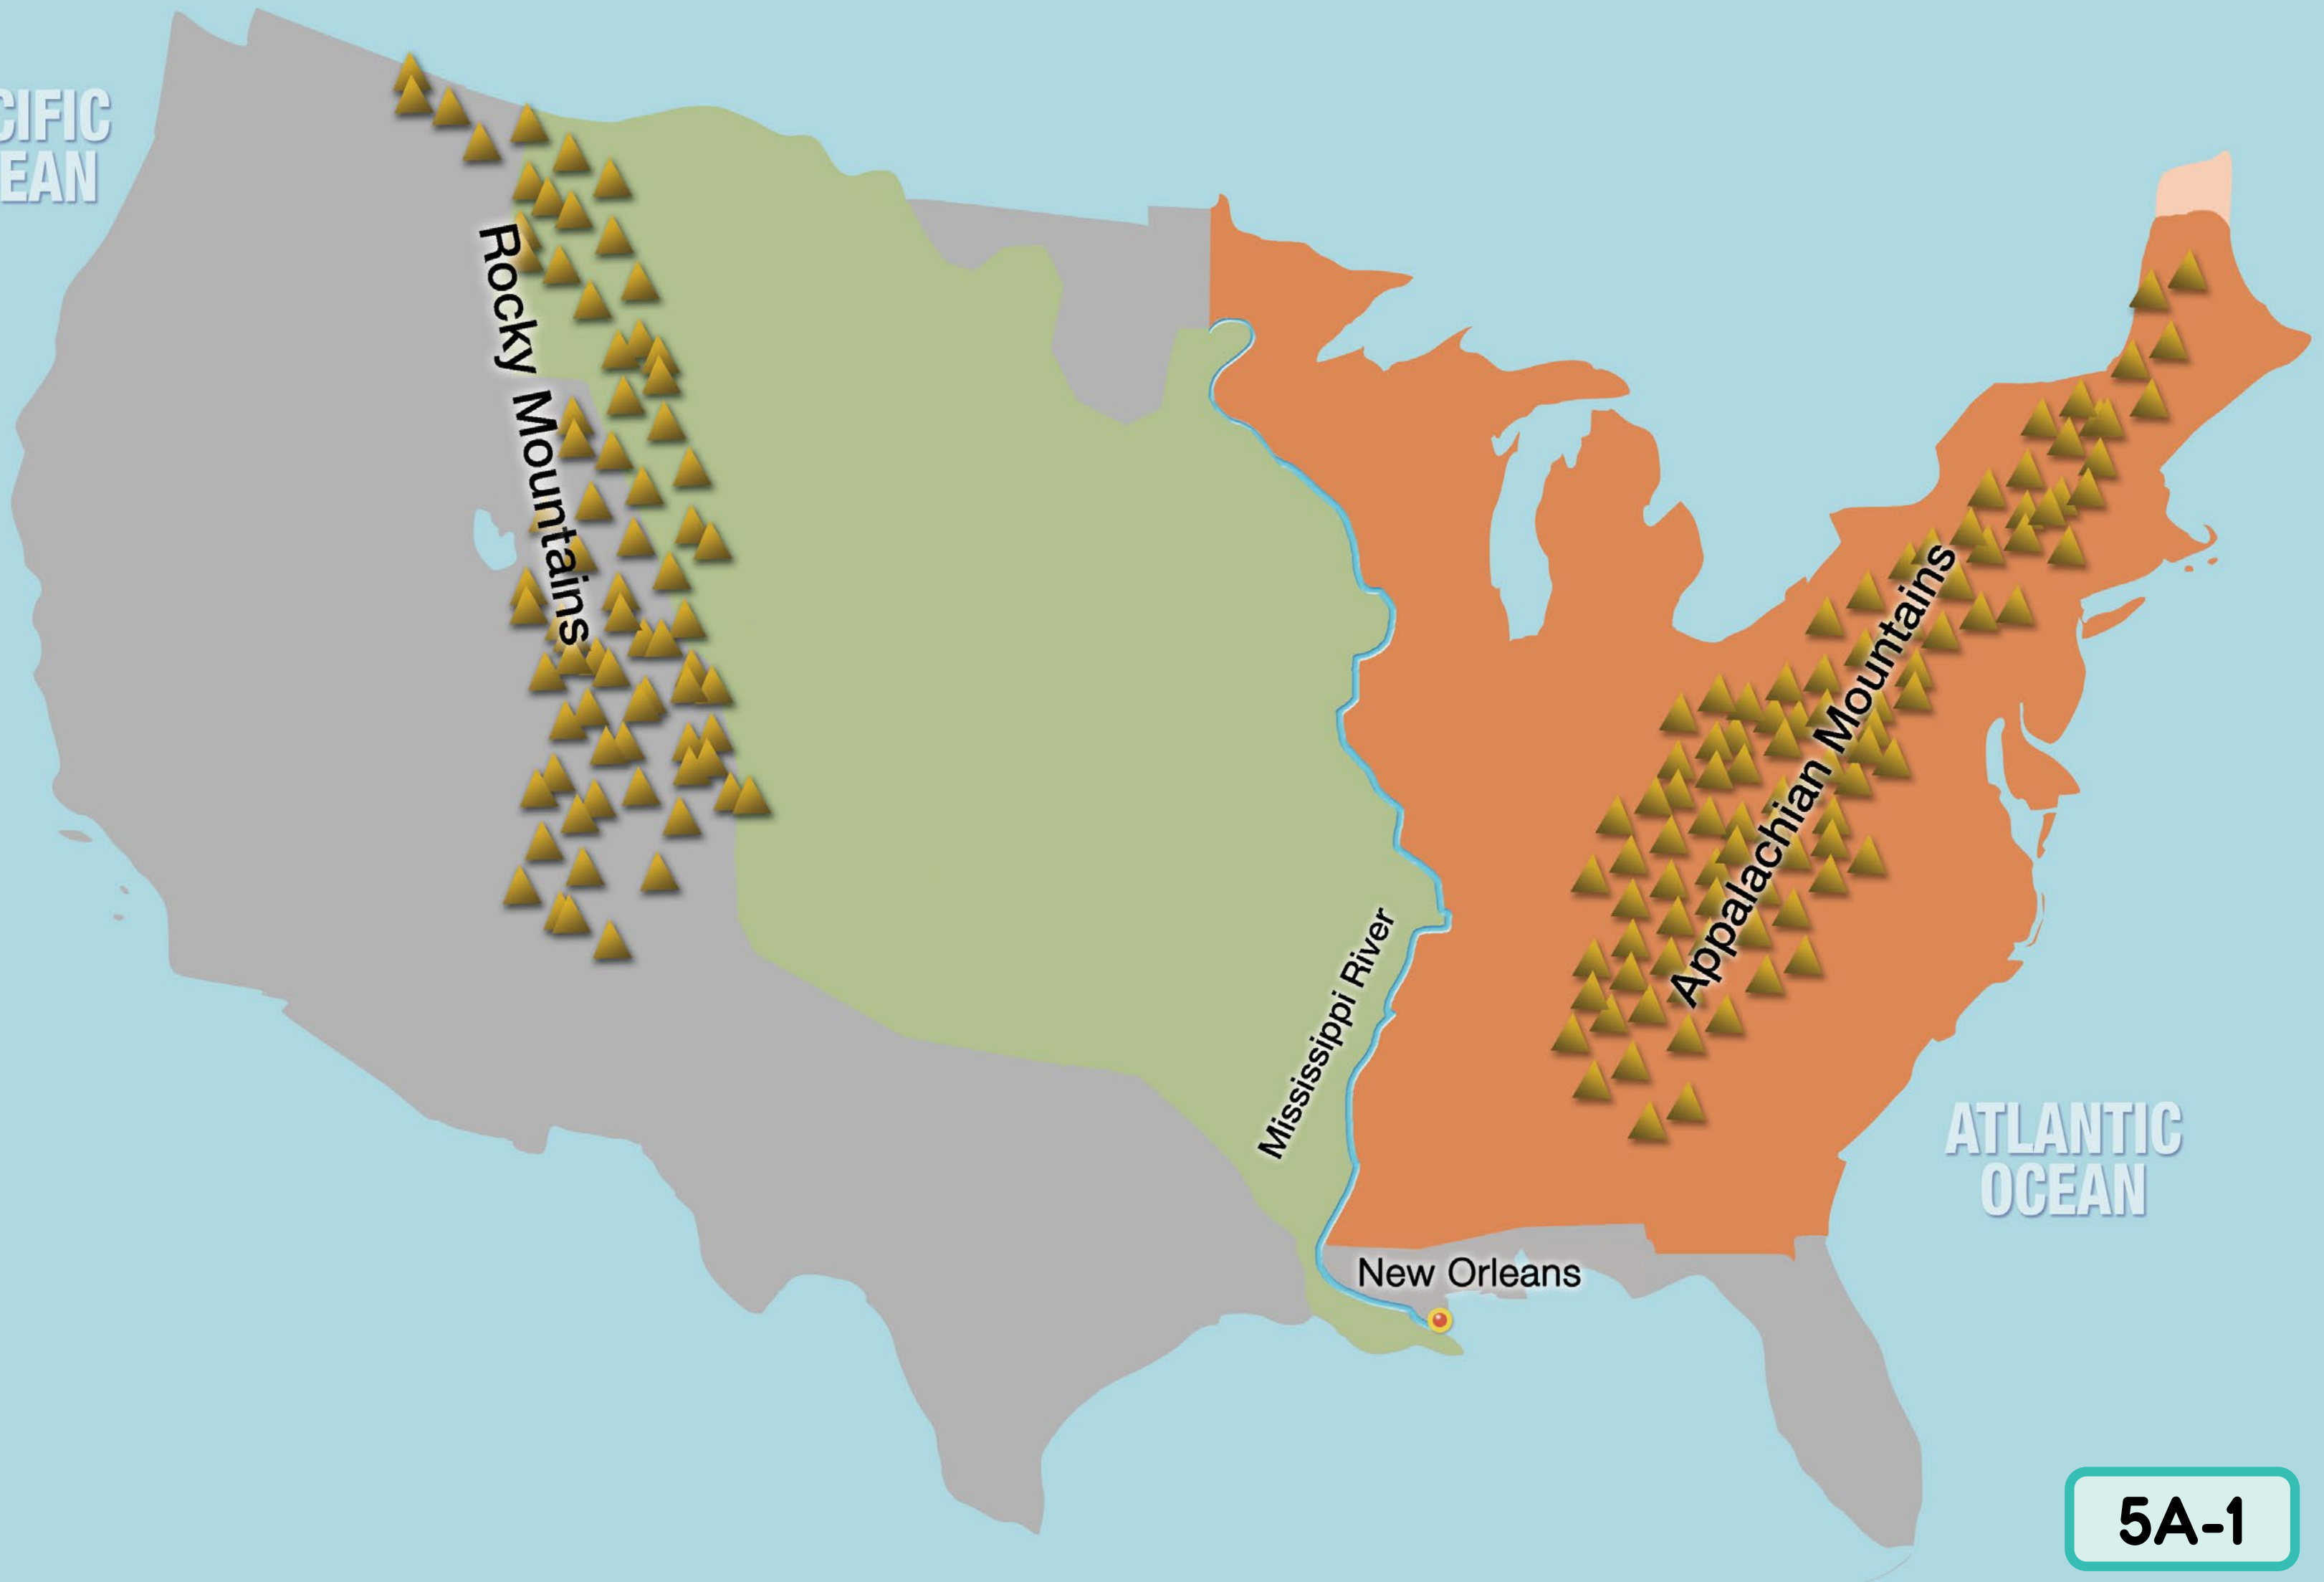 CIFIC
EAN
Rocky Mountains
Appalachian Mountains
Mississippi River
New Orleans
ATLANTIC
OCEAN
5A-1